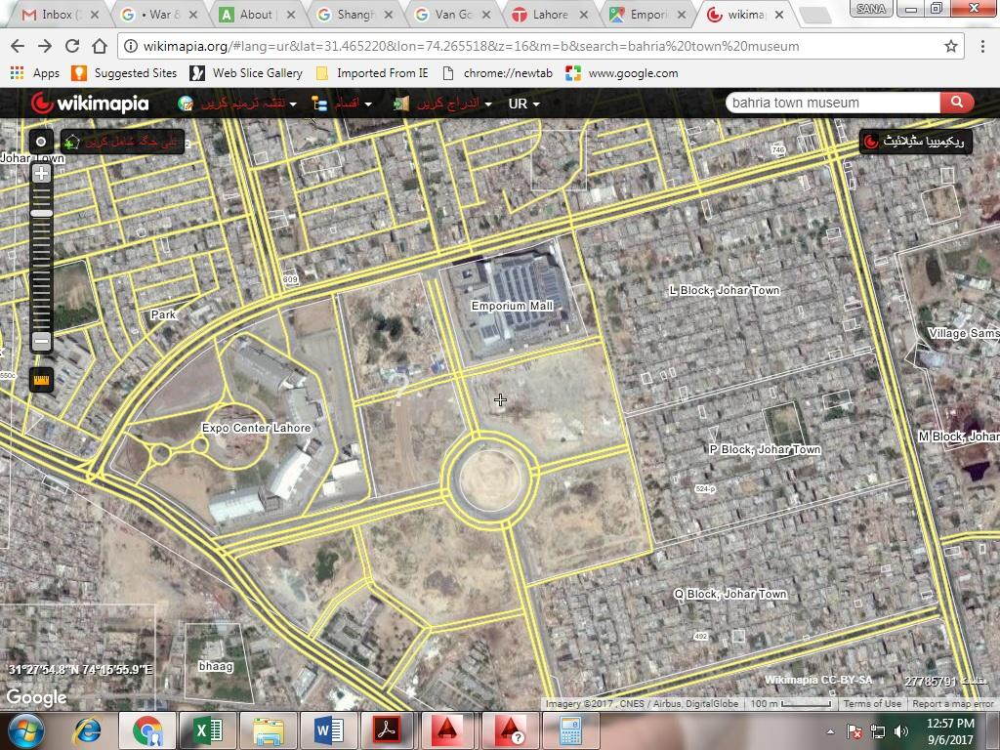 Inbox (
• War &
About |
Shangh
Van Go
Lahore
Empori
wikima
SANA
wikimapia.org/#lang=ur&lat=31.465220&lon=74.265518&z=16&m=b&search=bahria%20town%20museum
Apps Suggested Sites Web Slice Gallery Imported From IE chrome://newtab www.google.com
wikimapia
نقشہ ترمیم کریں
اقسام
اندراج کریں
UR
bahria town museum
Johar Town
نئی جگہ شامل کریں
ویکیمیپیا سٹیلائیٹ
746
609
Park
Emporium Mall
L Block, Johar Town
Village Sams
550c
Expo Center Lahore
P Block, Johar Town
M Block, Johar
524-p
Q Block, Johar Town
492
bhaag
31°27'54.8"N 74°15'55.9"E
Wikimapia CC-BY-SA
27785791 مقامات
Google
Imagery ©2017 , CNES / Airbus, DigitalGlobe 100 m Terms of Use Report a map error
12:57 PM
9/6/2017